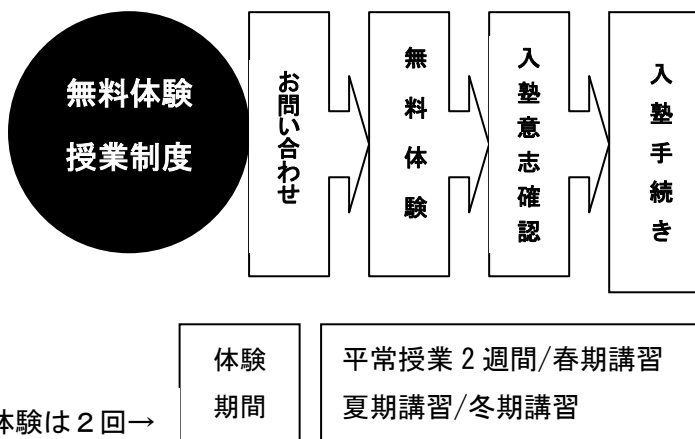 無料体験
授業制度
お問い合わせ
無料体験
入塾意志確認
入塾手続き
体験
期間
平常授業２週間/春期講習
夏期講習/冬期講習
体験は２回→